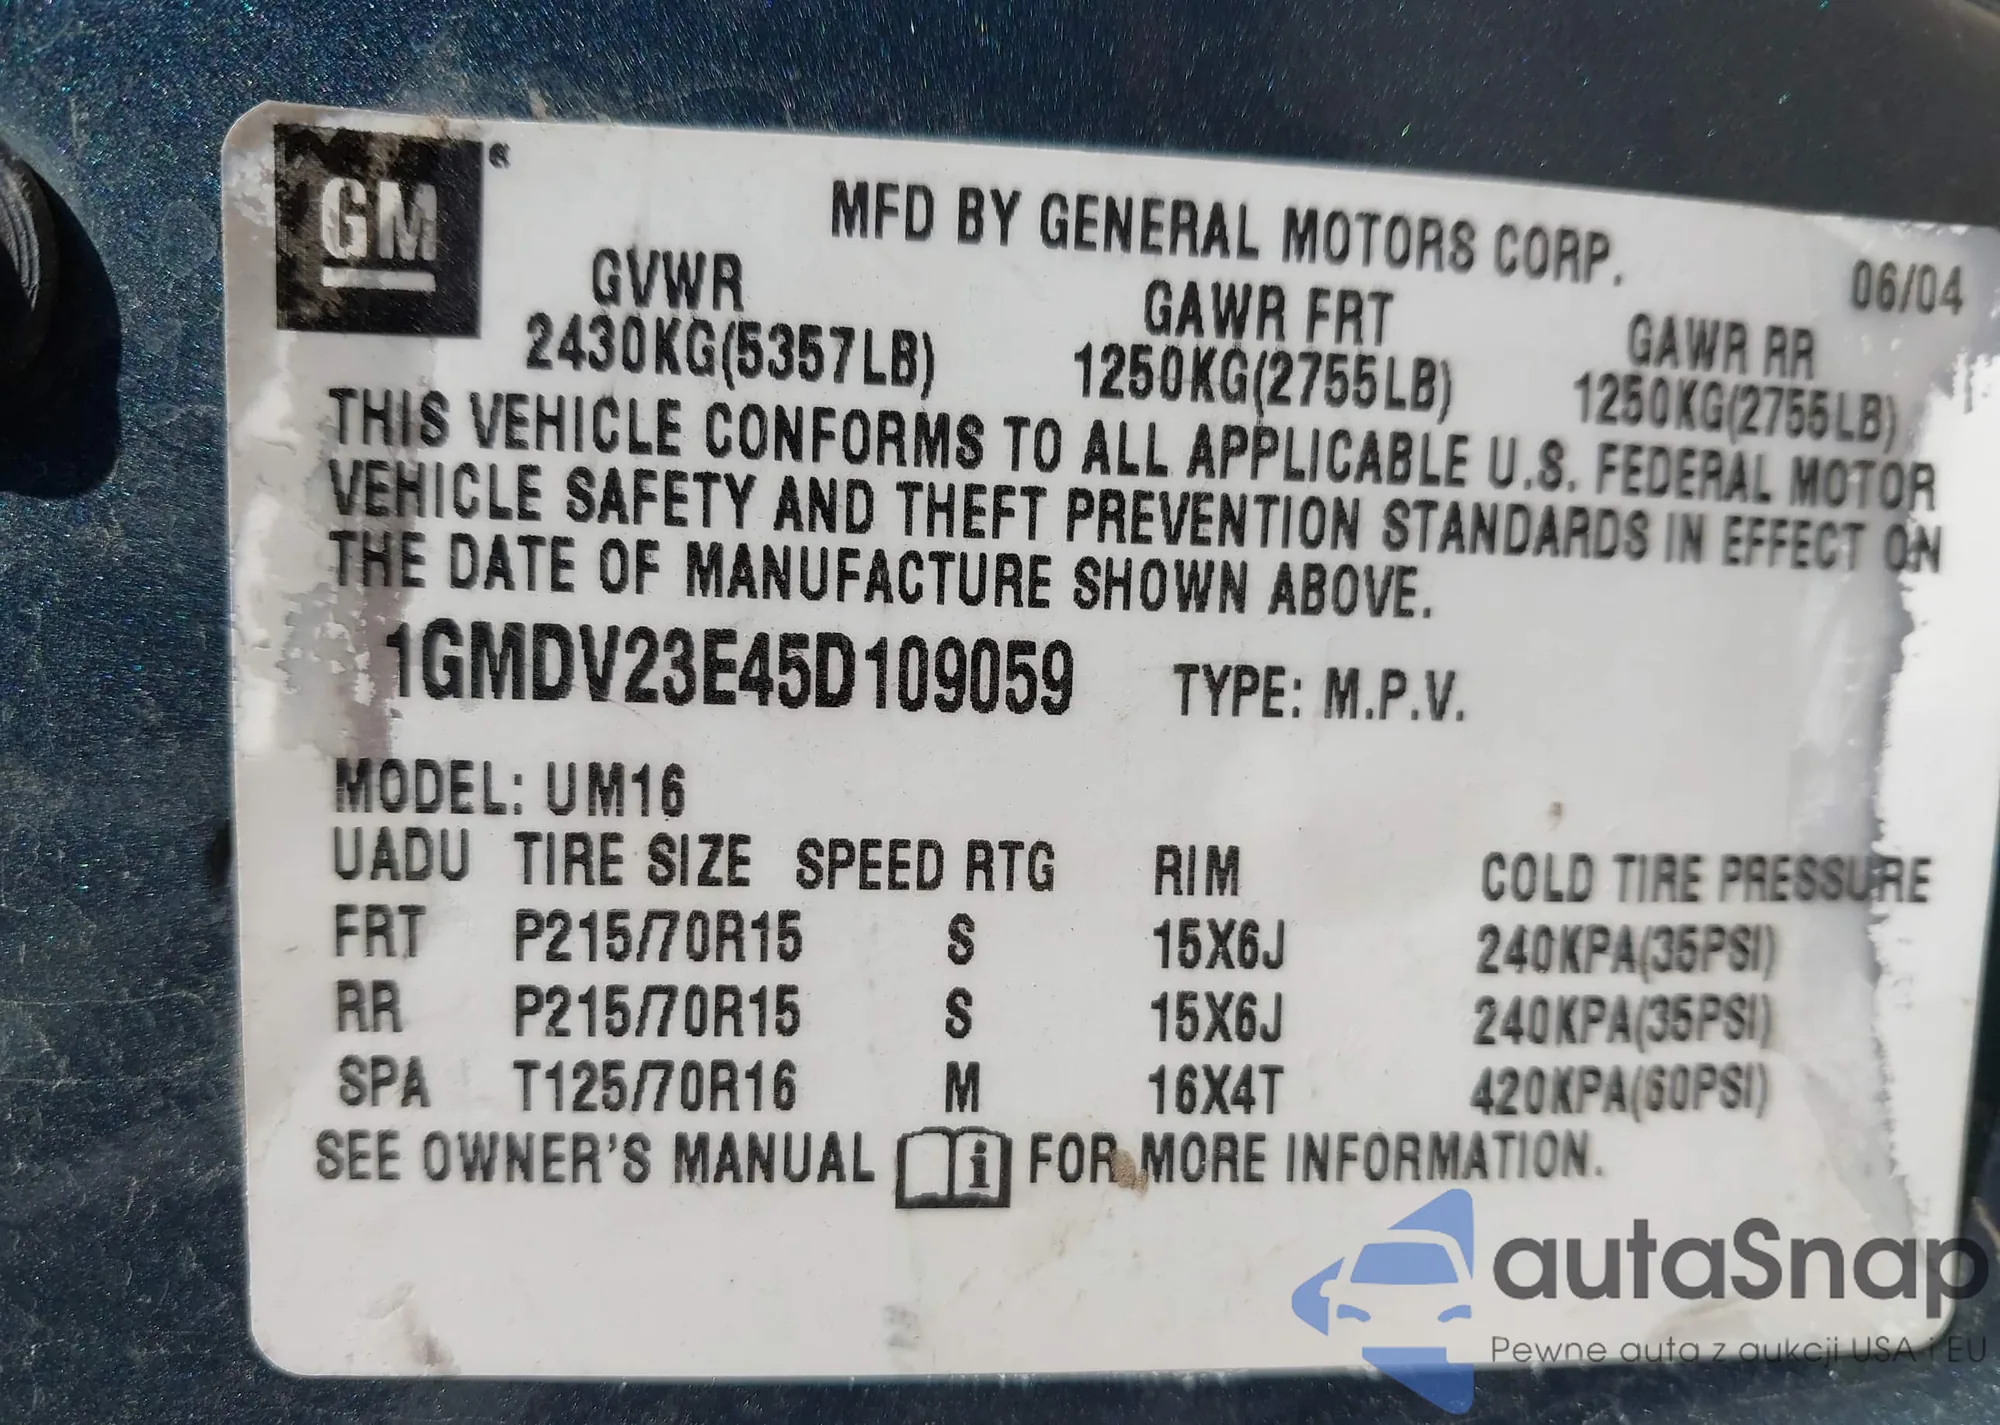 GM®
MFD BY GENERAL MOTORS CORP.
06/04
GVWR GAWR FRT GAWR RR
2430KG(5357LB) 1250KG(2755LB) 1250KG(2755LB)
THIS VEHICLE CONFORMS TO ALL APPLICABLE U.S. FEDERAL MOTOR
VEHICLE SAFETY AND THEFT PREVENTION STANDARDS IN EFFECT ON
THE DATE OF MANUFACTURE SHOWN ABOVE.
1GMDV23E45D109059 TYPE: M.P.V.
MODEL: UM16
UADU TIRE SIZE SPEED RTG RIM COLD TIRE PRESSURE
FRT P215/70R15 S 15X6J 240KPA(35PSI)
RR P215/70R15 S 15X6J 240KPA(35PSI)
SPA T125/70R16 M 16X4T 420KPA(60PSI)
SEE OWNER'S MANUAL i FOR MORE INFORMATION.
autaSnap
Pewne auta z aukcji USA i EU